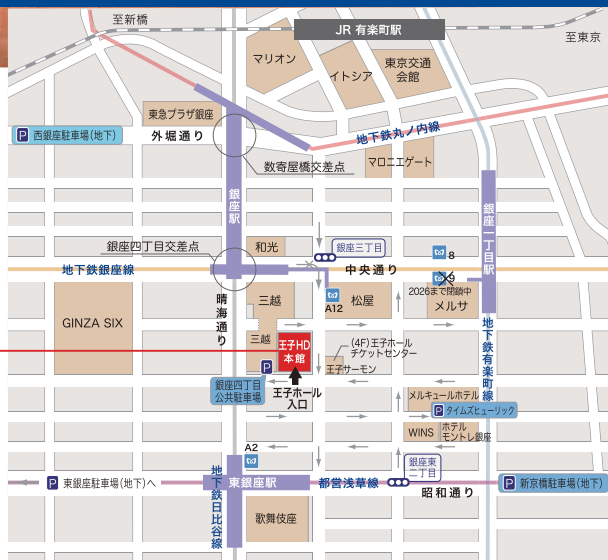 至新橋
JR 有楽町駅
至東京
マリオン
イトシア
東京交通
会館
東急プラザ銀座
P 西銀座駐車場(地下)
外堀通り
地下鉄丸ノ内線
マロニエゲート
数寄屋橋交差点
銀座駅
銀座一丁目駅
銀座四丁目交差点
和光
銀座三丁目
8
地下鉄銀座線
中央通り
9
2026まで閉鎖中
メルサ
A12
GINZA SIX
晴海通り
三越
松屋
三越
王子HD
本館
(4F)王子ホール
チケットセンター
王子サーモン
地下鉄有楽町線
P
銀座四丁目
公共駐車場
王子ホール
入口
メルキュールホテル
P タイムズヒューリック
WINS
ホテル
モントレ銀座
A2
銀座東
二丁目
P 東銀座駐車場(地下)へ
地下鉄日比谷線
東銀座駅
都営浅草線
昭和通り
P 新京橋駐車場(地下)
歌舞伎座